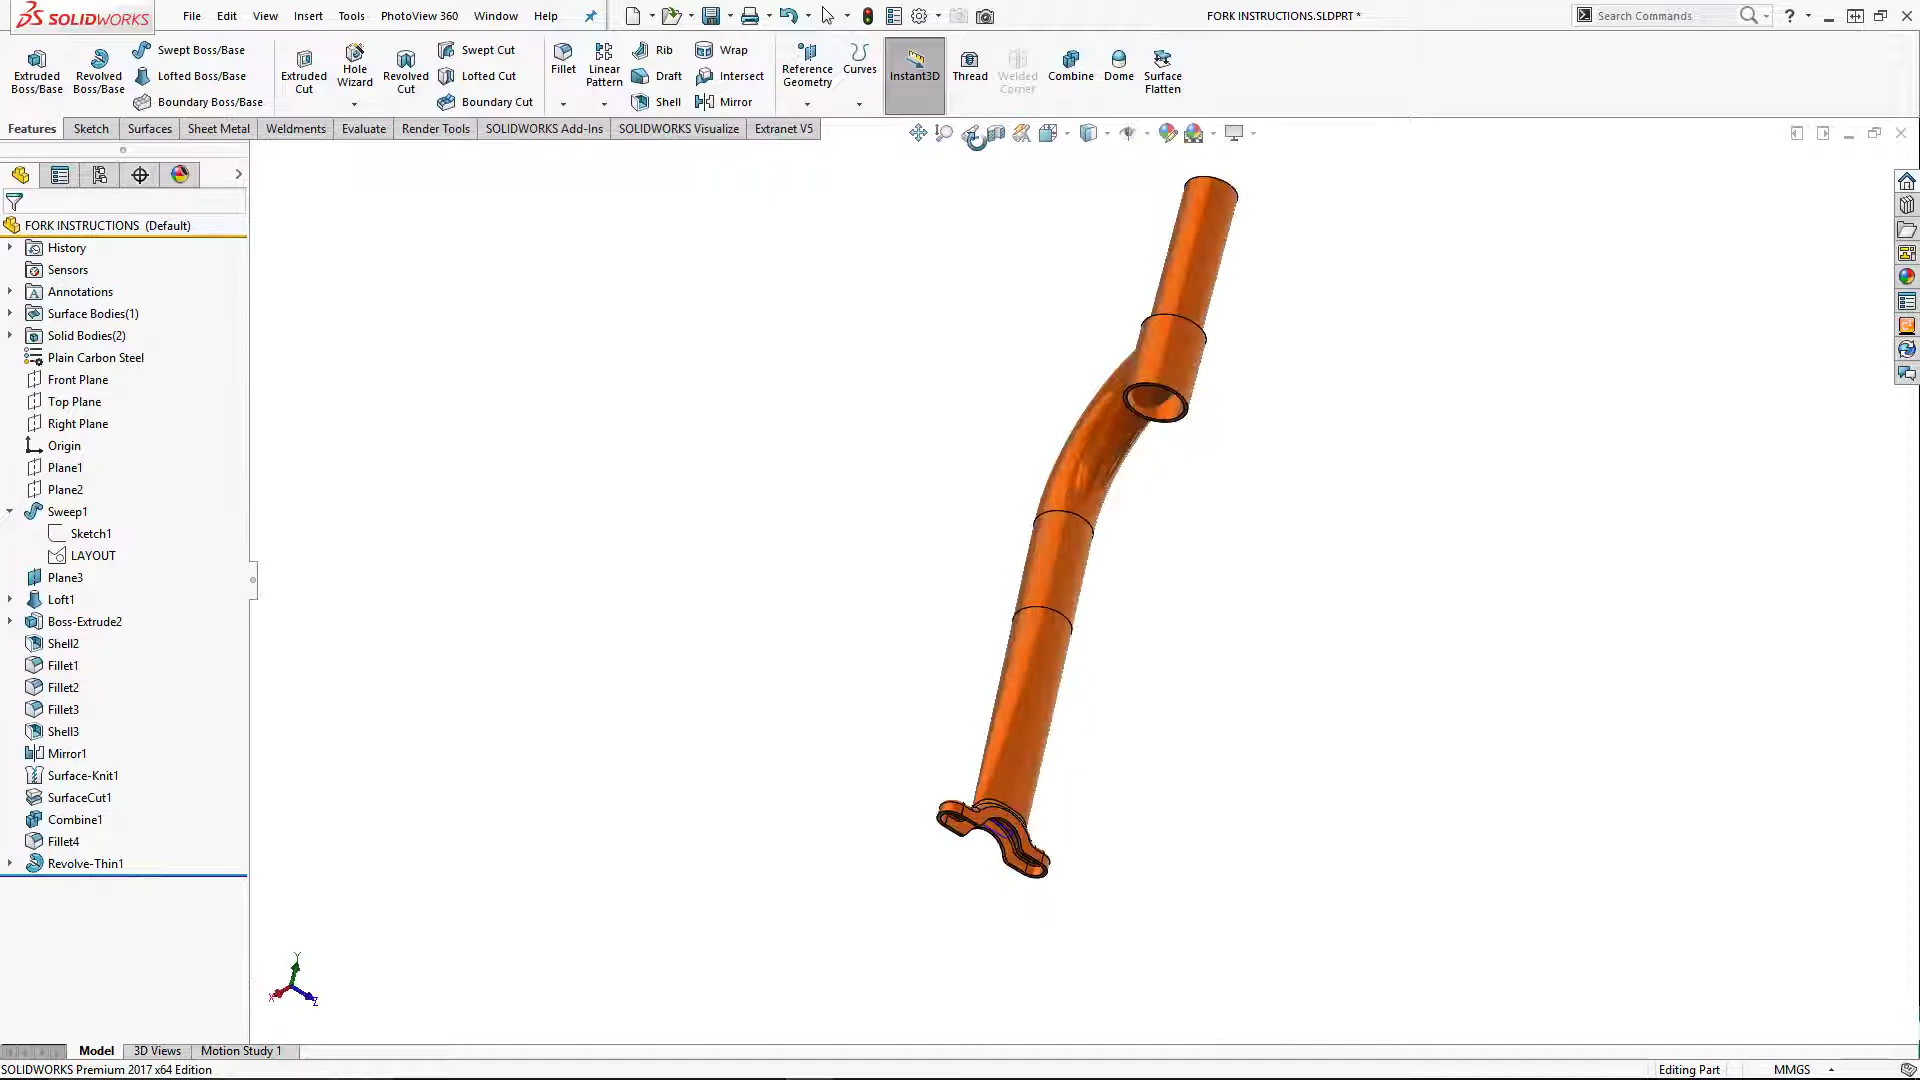 SOLIDWORKS
File Edit View Insert Tools PhotoView 360 Window Help
FORK INSTRUCTIONS.SLDPRT *
Search Commands
Extruded Boss/Base
Revolved Boss/Base
Swept Boss/Base
Lofted Boss/Base
Boundary Boss/Base
Extruded Cut
Hole Wizard
Revolved Cut
Swept Cut
Lofted Cut
Boundary Cut
Fillet
Linear Pattern
Rib
Draft
Shell
Wrap
Intersect
Mirror
Reference Geometry
Curves
Instant3D
Thread
Welded Corner
Combine
Dome
Surface Flatten
Features Sketch Surfaces Sheet Metal Weldments Evaluate Render Tools SOLIDWORKS Add-Ins SOLIDWORKS Visualize Extranet V5
FORK INSTRUCTIONS (Default)
History
Sensors
Annotations
Surface Bodies(1)
Solid Bodies(2)
Plain Carbon Steel
Front Plane
Top Plane
Right Plane
Origin
Plane1
Plane2
Sweep1
Sketch1
LAYOUT
Plane3
Loft1
Boss-Extrude2
Shell2
Fillet1
Fillet2
Fillet3
Shell3
Mirror1
Surface-Knit1
SurfaceCut1
Combine1
Fillet4
Revolve-Thin1
Y
X
Z
Model 3D Views Motion Study 1
SOLIDWORKS Premium 2017 x64 Edition
Editing Part MMGS